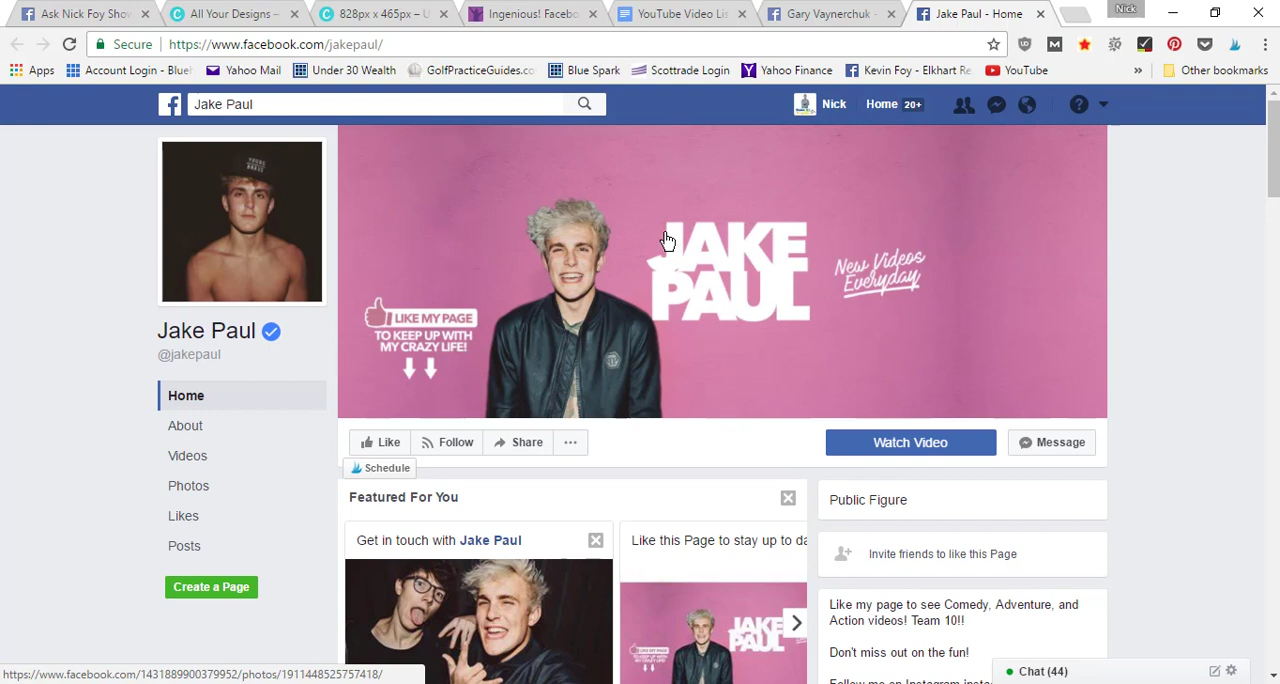 Ask Nick Foy Show
All Your Designs –
828px x 465px – U
Ingenious! Facebo
YouTube Video Lis
Gary Vaynerchuk -
Jake Paul - Home
Nick
Secure
https://www.facebook.com/jakepaul/
Apps
Account Login - Blue
Yahoo Mail
Under 30 Wealth
GolfPracticeGuides.co
Blue Spark
Scottrade Login
Yahoo Finance
Kevin Foy - Elkhart Re
YouTube
»
Other bookmarks
Jake Paul
Nick
Home 20+
JAKE
PAUL
New Videos
Everyday
LIKE MY PAGE
TO KEEP UP WITH
MY CRAZY LIFE!
Jake Paul
@jakepaul
Home
About
Videos
Photos
Likes
Posts
Create a Page
Like
Follow
Share
...
Watch Video
Message
Schedule
Featured For You
Get in touch with Jake Paul
Like this Page to stay up to da
JAKE
PAUL
Public Figure
Invite friends to like this Page
Like my page to see Comedy, Adventure, and
Action videos! Team 10!!
Don't miss out on the fun!
Chat (44)
https://www.facebook.com/1431889900379952/photos/1911448525757418/